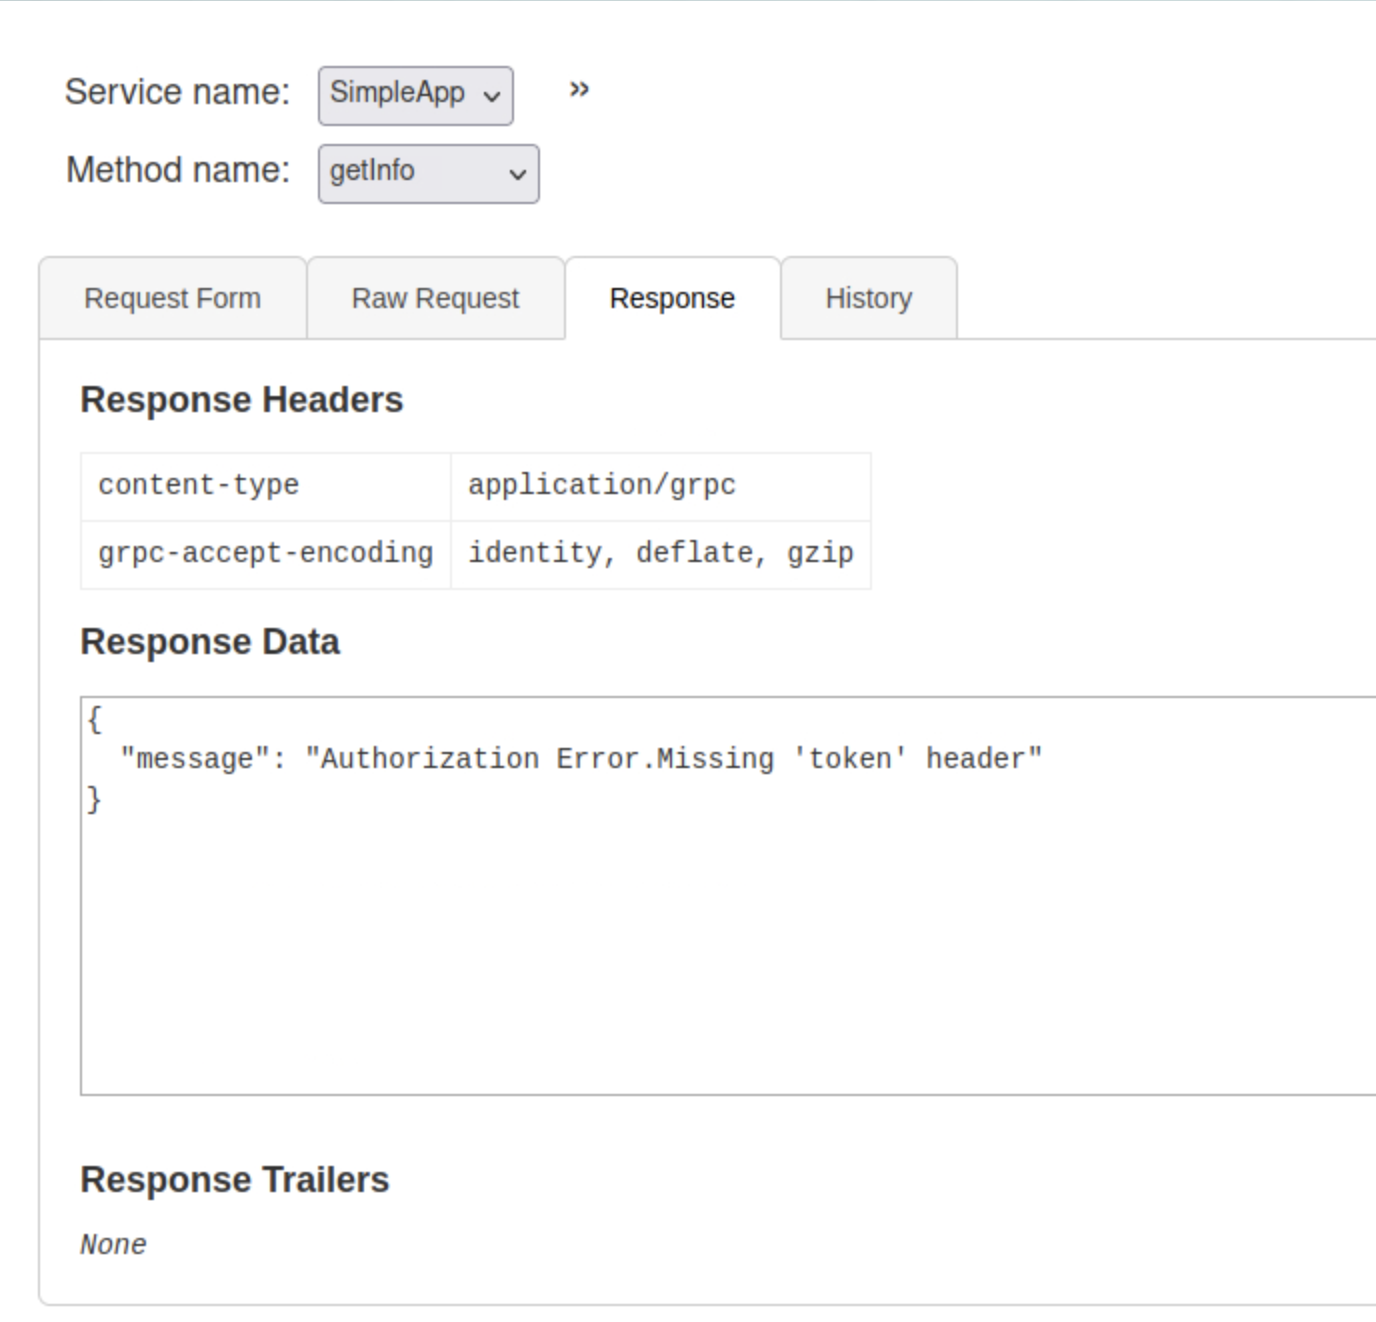 Service name: SimpleApp »
Method name: getInfo
Request Form Raw Request Response History
Response Headers
content-type application/grpc
grpc-accept-encoding identity, deflate, gzip
Response Data
{
"message": "Authorization Error.Missing 'token' header"
}
Response Trailers
None